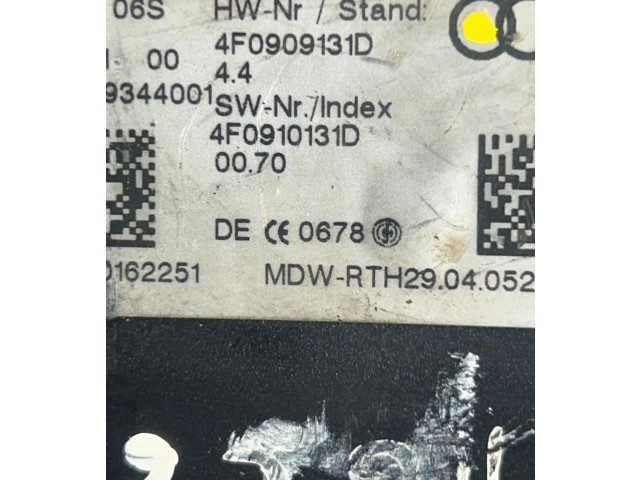 06S HW-Nr / Stand:
00 4F0909131D
4.4
9344001 SW-Nr./Index
4F0910131D
00.70
DE CE 0678
0162251 MDW-RTH29.04.052